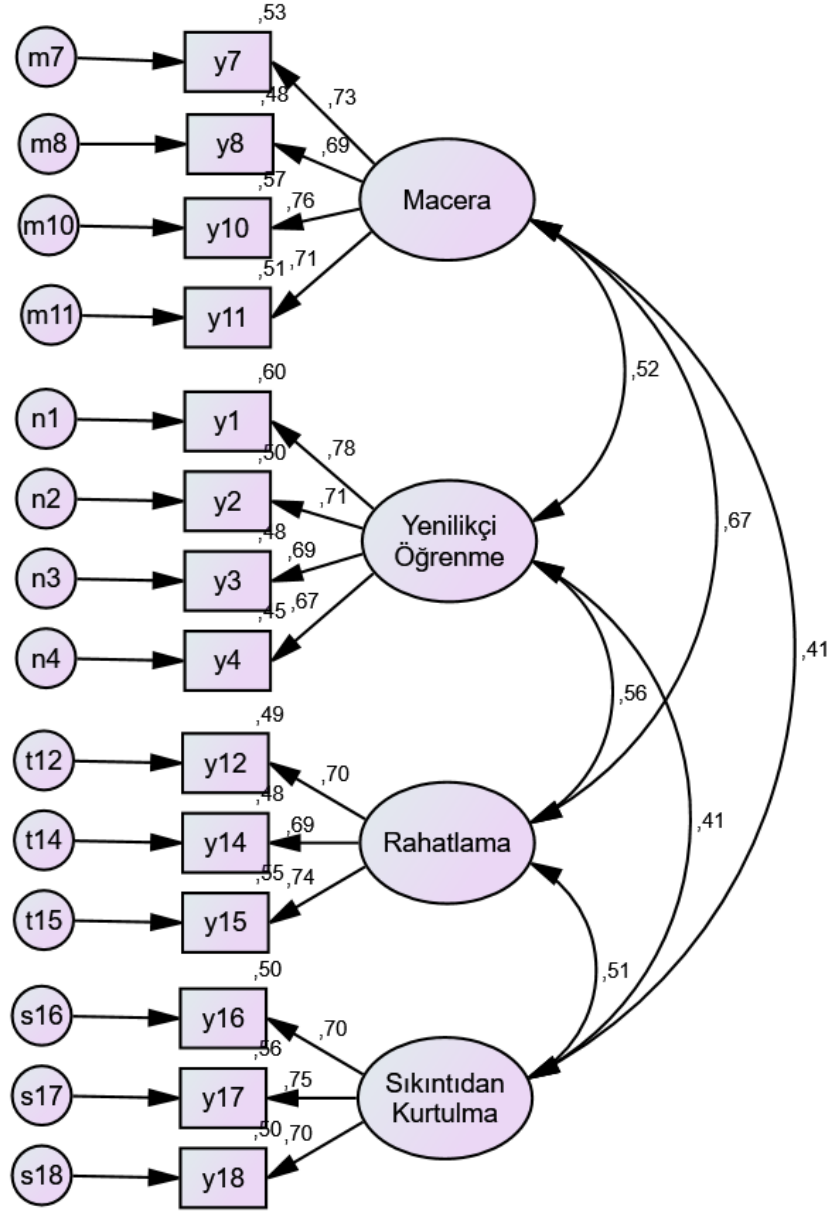 ,53
m7
y7
,73
,48
m8
y8
,69
,57
m10
y10
,76
Macera
,51
,71
m11
y11
,52
,60
n1
y1
,78
,50
n2
y2
,71
,48
n3
y3
,69
Yenilikçi
Öğrenme
,45
,67
n4
y4
,67
,41
,56
,49
t12
y12
,70
,48
t14
y14
,69
Rahatlama
,41
,55
,74
t15
y15
,51
,50
s16
y16
,70
,56
s17
y17
,75
Sıkıntıdan
Kurtulma
,50
,70
s18
y18